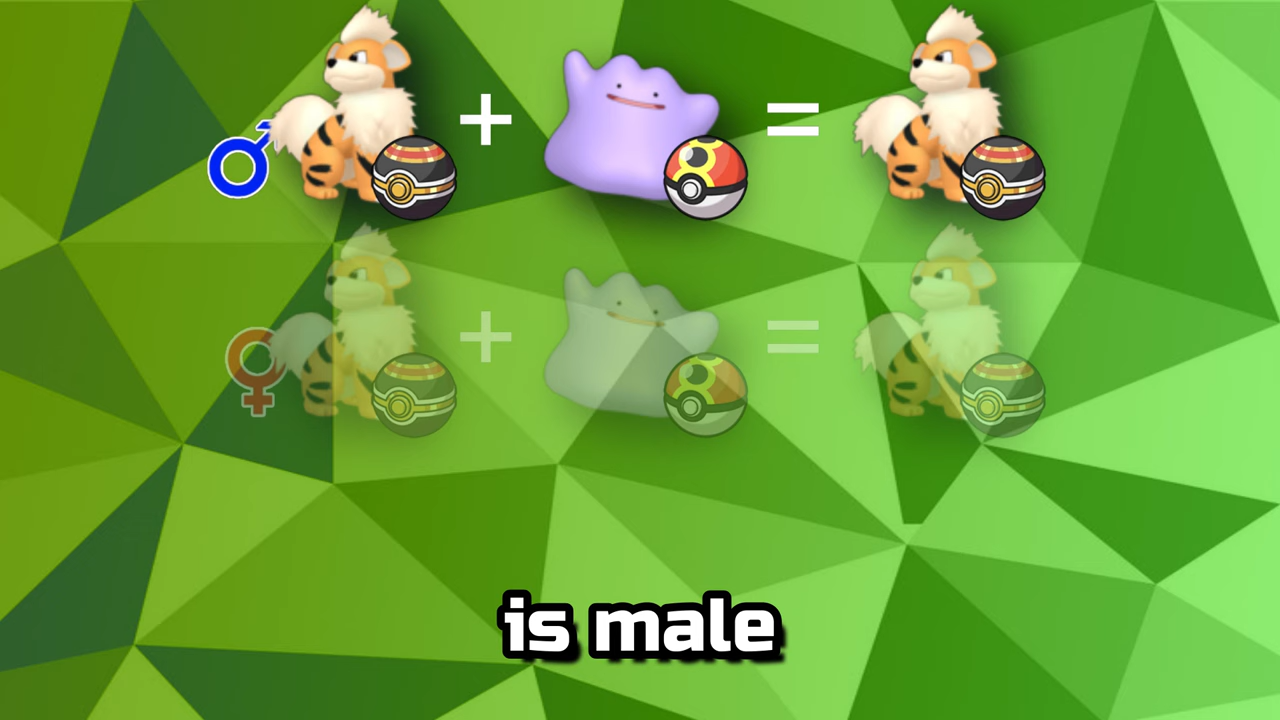 + =
+ =
is male